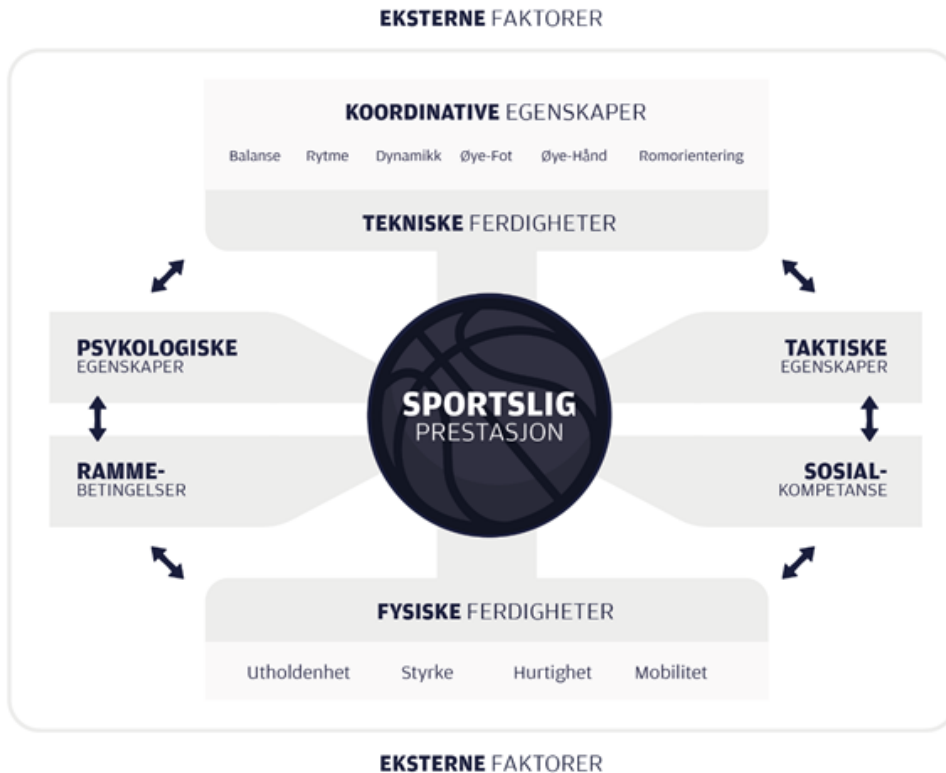 EKSTERNE FAKTORER
KOORDINATIVE EGENSKAPER
Balanse Rytme Dynamikk Øye-Fot Øye-Hånd Romorientering
TEKNISKE FERDIGHETER
PSYKOLOGISKE
EGENSKAPER
TAKTISKE
EGENSKAPER
SPORTSLIG
PRESTASJON
RAMME-
BETINGELSER
SOSIAL-
KOMPETANSE
FYSISKE FERDIGHETER
Utholdenhet Styrke Hurtighet Mobilitet
EKSTERNE FAKTORER